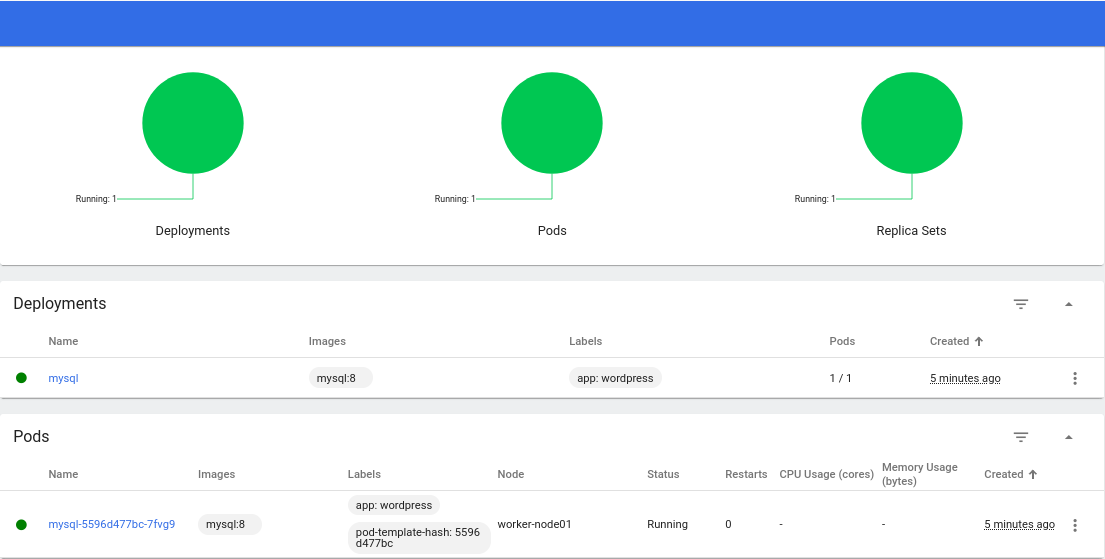 Running: 1
Running: 1
Running: 1
Deployments
Pods
Replica Sets
Deployments
Name Images Labels Pods Created
mysql mysql:8 app: wordpress 1 / 1 5 minutes ago
Pods
Name Images Labels Node Status Restarts CPU Usage (cores) Memory Usage (bytes) Created
mysql-5596d477bc-7fvg9 mysql:8 app: wordpress
pod-template-hash: 5596
d477bc
worker-node01 Running 0 - - 5 minutes ago